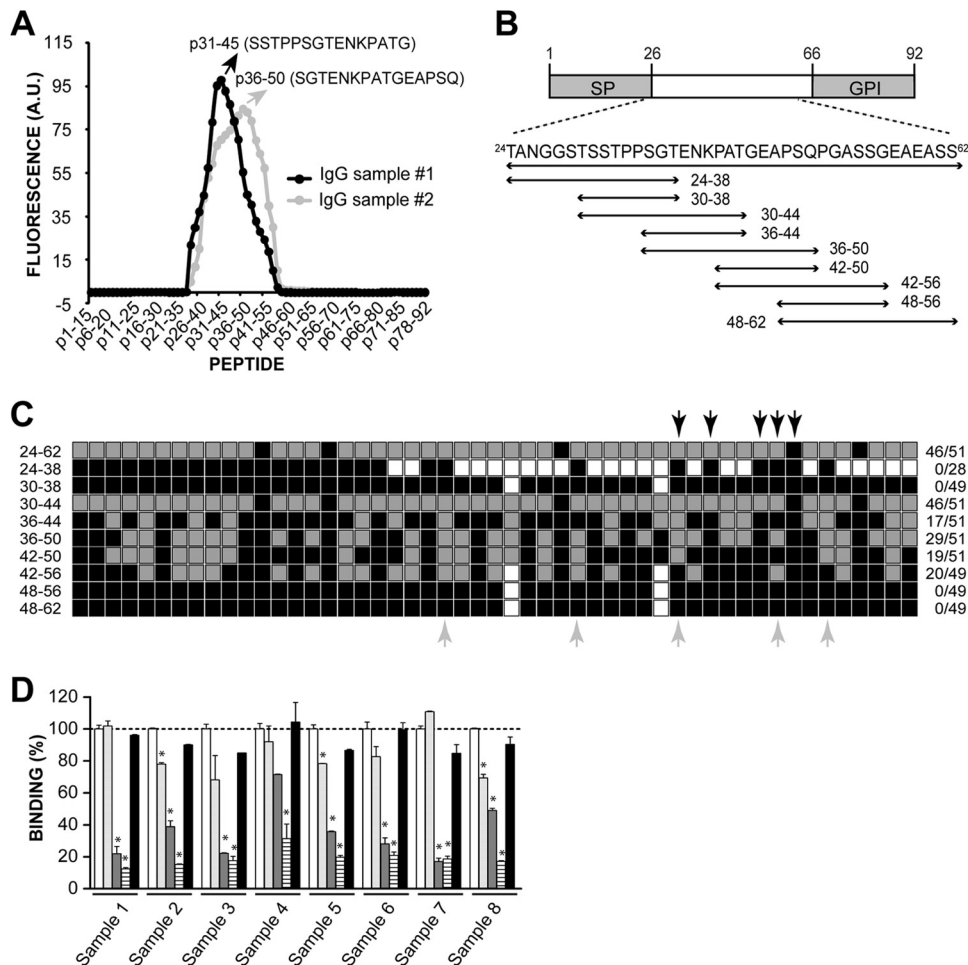 A
FLUORESCENCE (A.U.)
115
95
75
55
35
15
-5
p31-45 (SSTPPSGTENKPATG)
p36-50 (SGTENKPATGEAPSQ)
IgG sample #1
IgG sample #2
p1-15
p6-20
p11-25
p16-30
p21-35
p26-40
p31-45
p36-50
p41-55
p46-60
p51-65
p56-70
p61-75
p66-80
p71-85
p78-92
PEPTIDE
B
1 26 66 92
SP GPI
24TANGGSTSSTPPSGTENKPATGEAPSQPGASSGEAEASS62
24-38
30-38
30-44
36-44
36-50
42-50
42-56
48-56
48-62
C
24-62 46/51
24-38 0/28
30-38 0/49
30-44 46/51
36-44 17/51
36-50 29/51
42-50 19/51
42-56 20/49
48-56 0/49
48-62 0/49
D
BINDING (%)
120
100
80
60
40
20
0
* *
* * *
* *
*
* * *
* *
* *
* * *
Sample 1
Sample 2
Sample 3
Sample 4
Sample 5
Sample 6
Sample 7
Sample 8